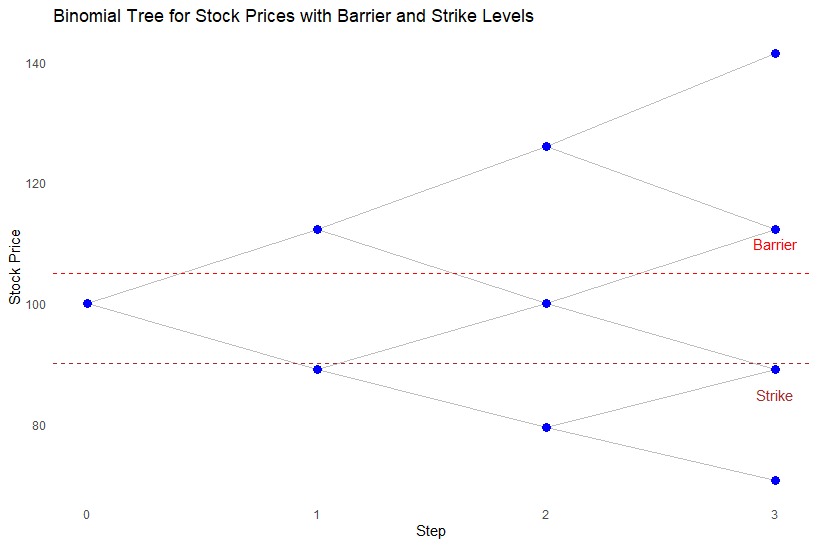 Binomial Tree for Stock Prices with Barrier and Strike Levels
140
120
Barrier
Stock Price
100
Strike
80
0 1 2 3
Step